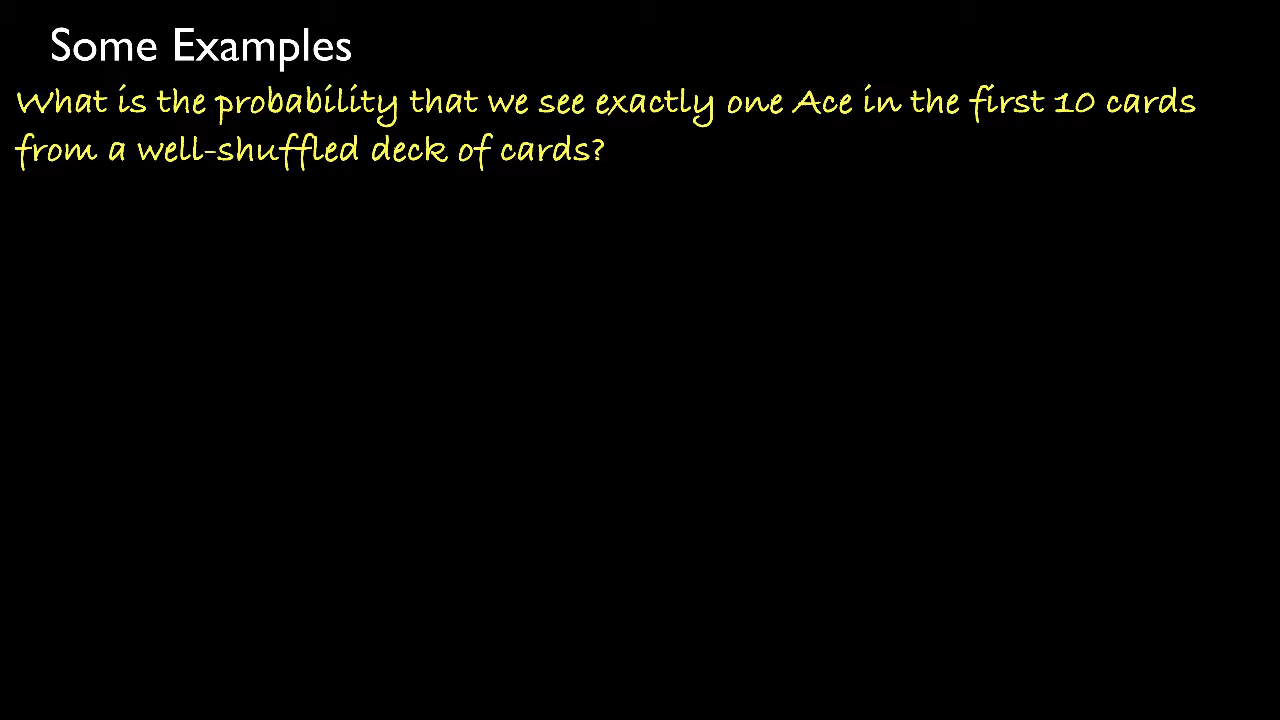 Some Examples
What is the probability that we see exactly one Ace in the first 10 cards
from a well-shuffled deck of cards?